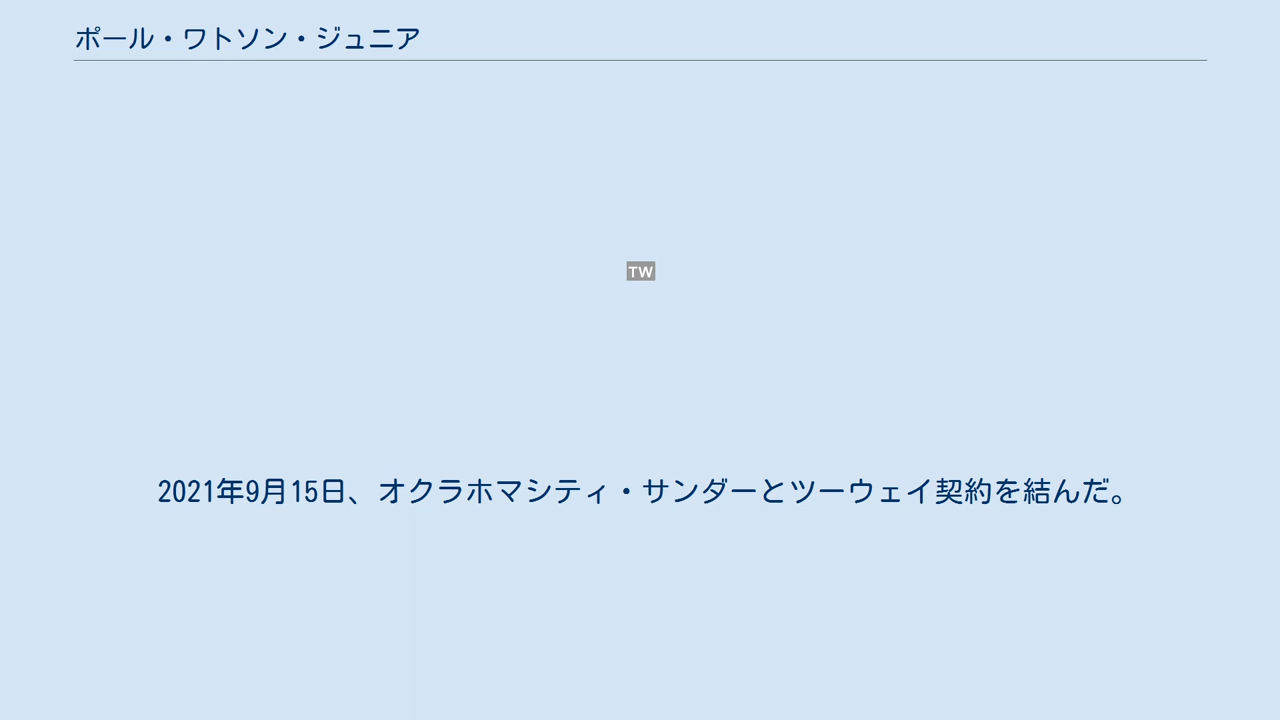 ポール・ワトソン・ジュニア
TW
2021年9月15日、オクラホマシティ・サンダーとツーウェイ契約を結んだ。